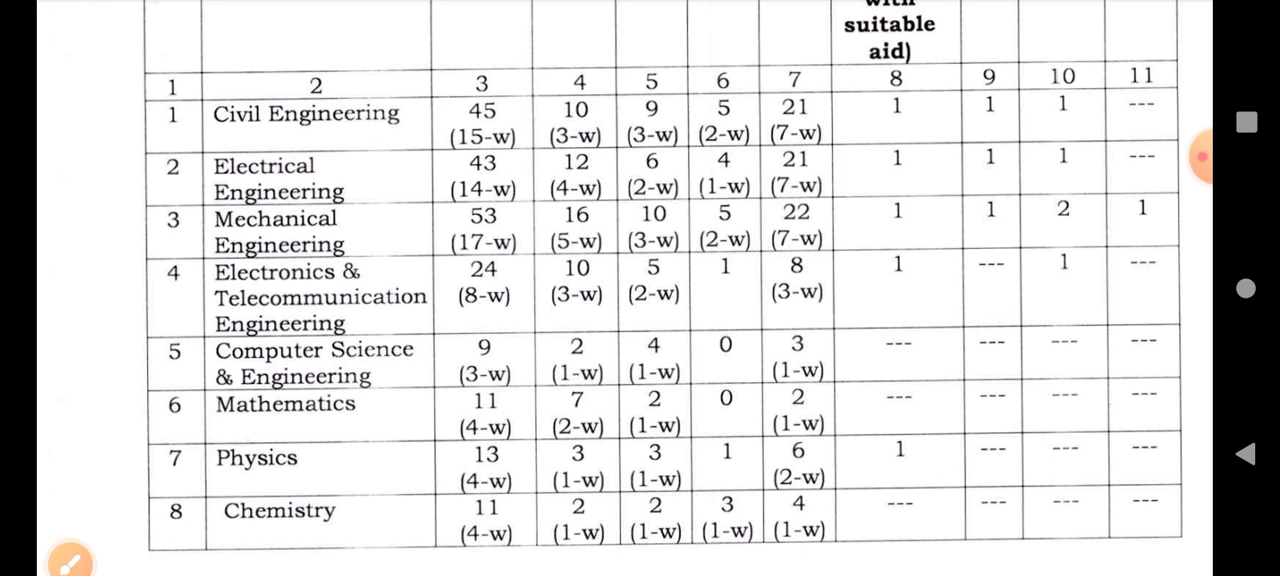 with
suitable
aid)
1 2 3 4 5 6 7 8 9 10 11
1 Civil Engineering 45 10 9 5 21 1 1 1 ---
(15-w) (3-w) (3-w) (2-w) (7-w)
2 Electrical 43 12 6 4 21 1 1 1 ---
Engineering (14-w) (4-w) (2-w) (1-w) (7-w)
3 Mechanical 53 16 10 5 22 1 1 2 1
Engineering (17-w) (5-w) (3-w) (2-w) (7-w)
4 Electronics & 24 10 5 1 8 1 --- 1 ---
Telecommunication (8-w) (3-w) (2-w) (3-w)
Engineering
5 Computer Science 9 2 4 0 3 --- --- --- ---
& Engineering (3-w) (1-w) (1-w) (1-w)
6 Mathematics 11 7 2 0 2 --- --- --- ---
(4-w) (2-w) (1-w) (1-w)
7 Physics 13 3 3 1 6 1 --- --- ---
(4-w) (1-w) (1-w) (2-w)
8 Chemistry 11 2 2 3 4 --- --- --- ---
(4-w) (1-w) (1-w) (1-w) (1-w)